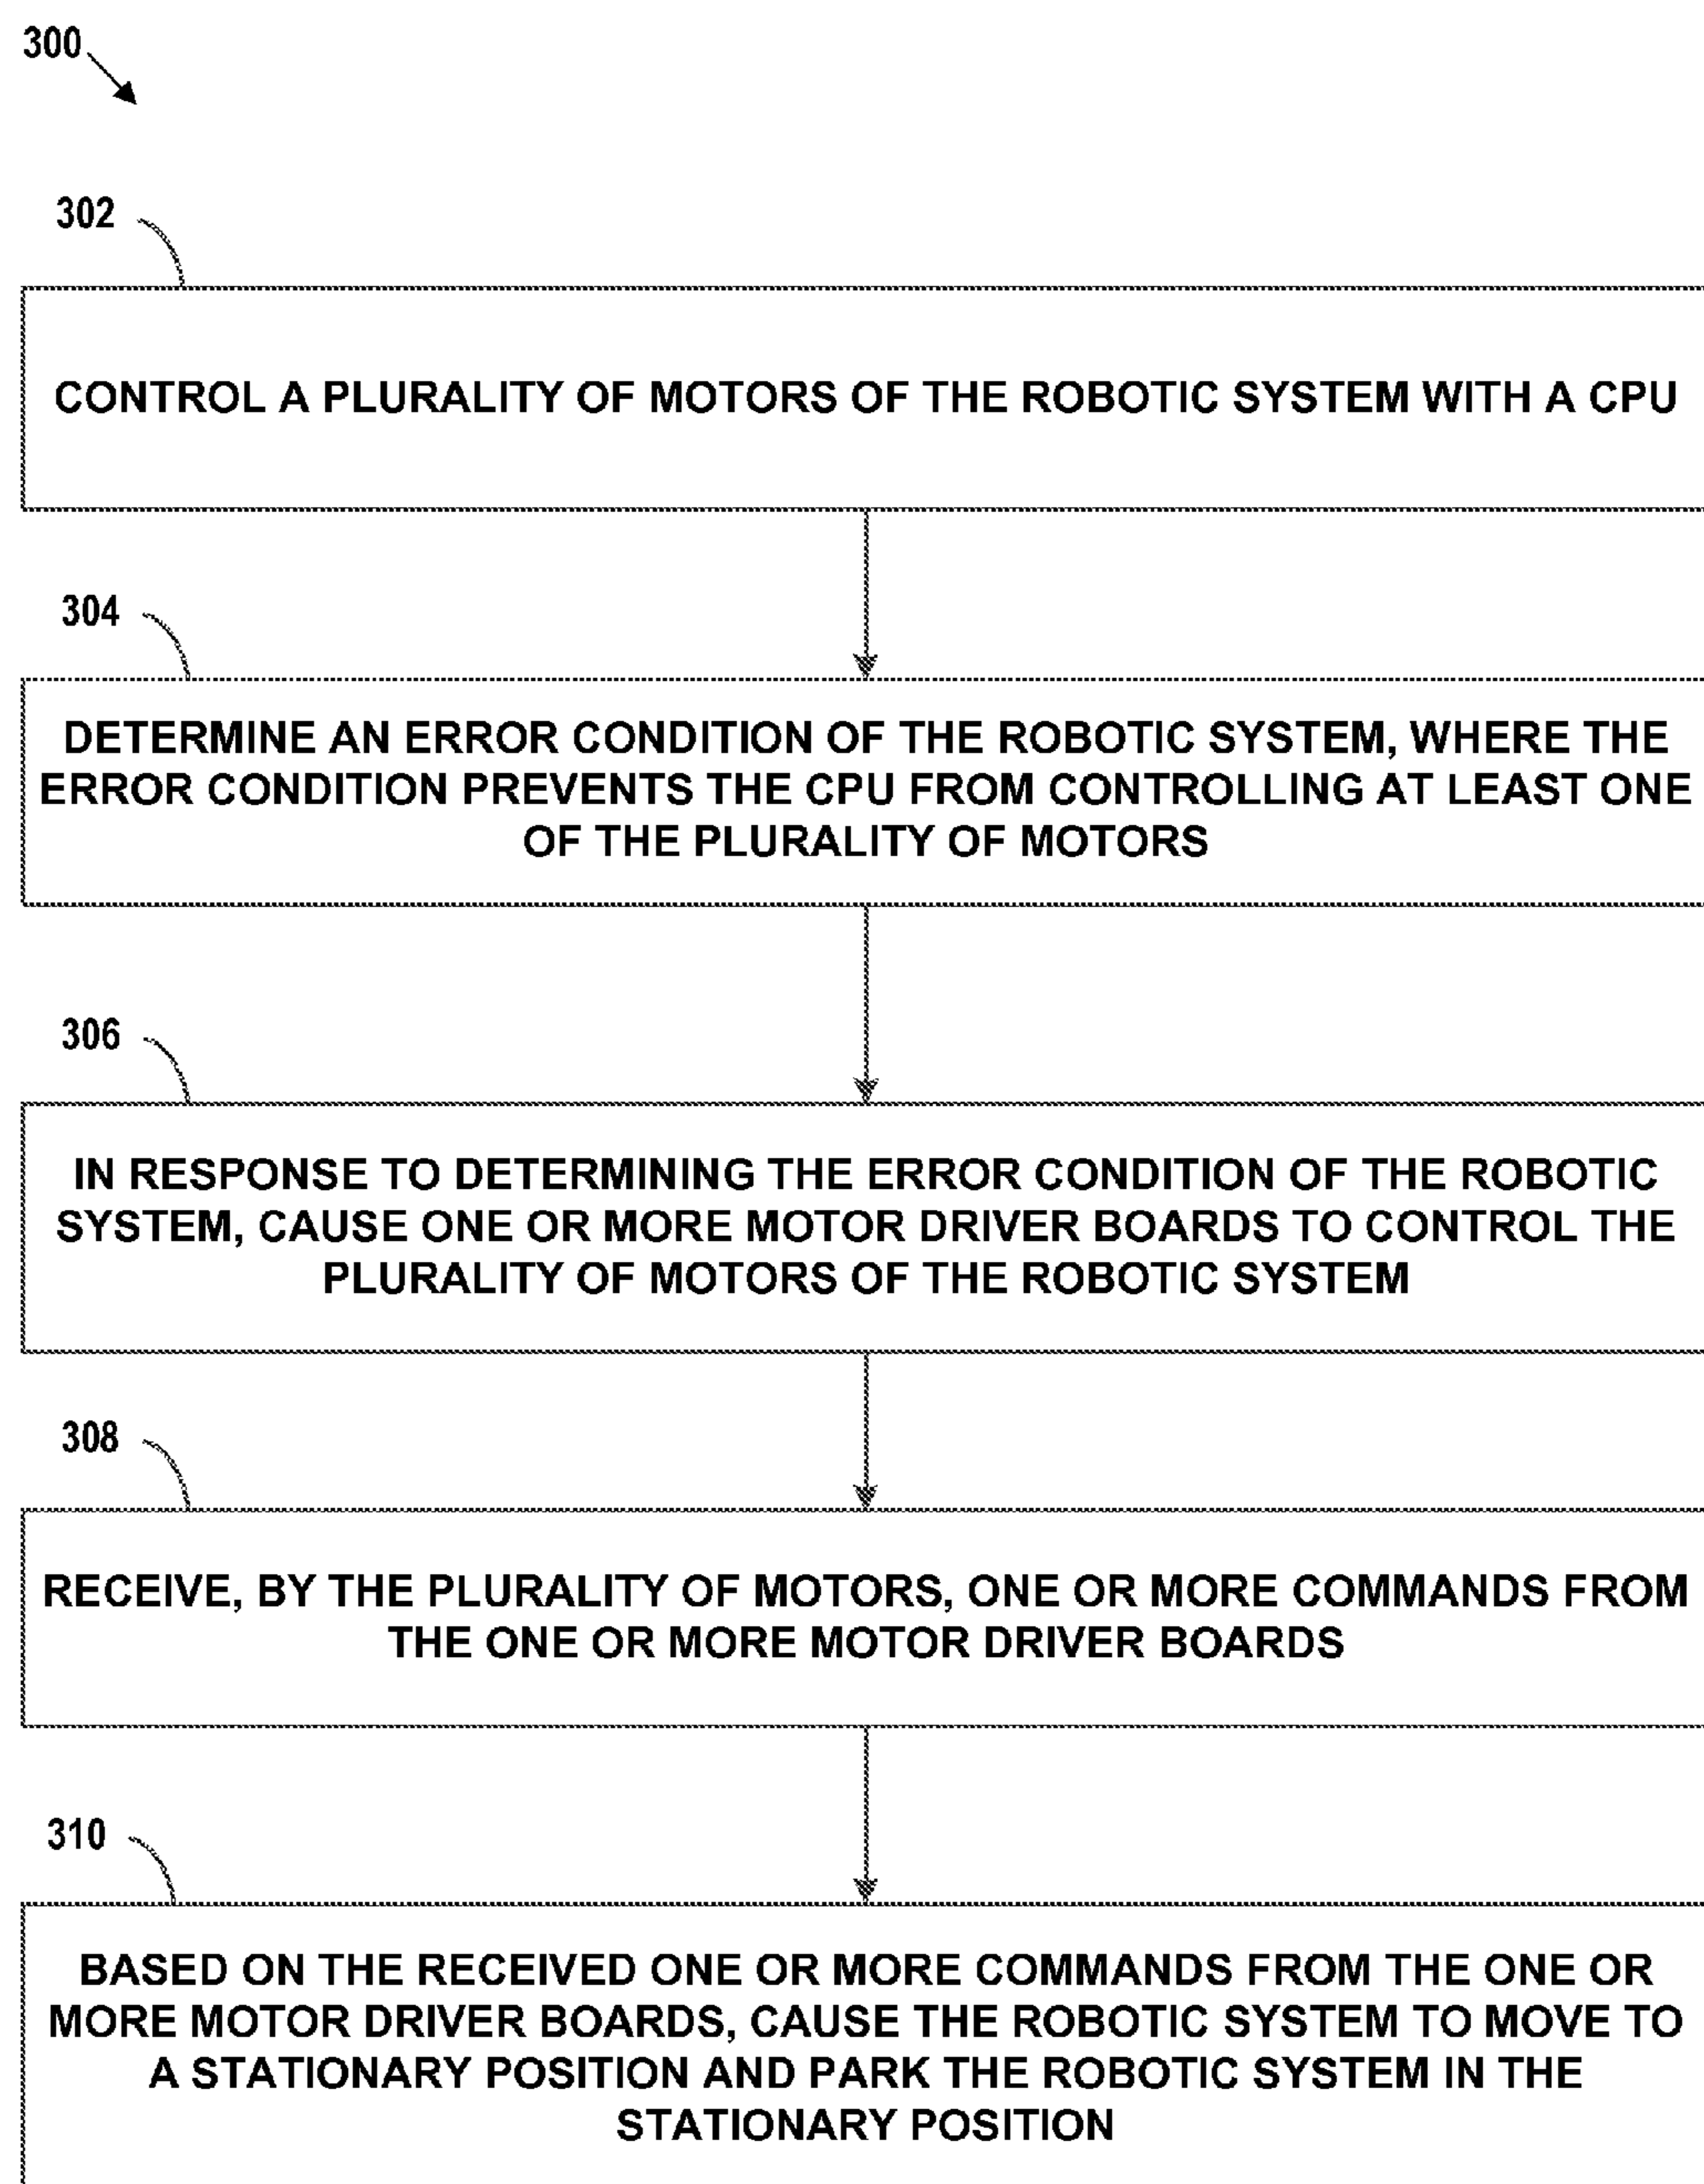 300
302
CONTROL A PLURALITY OF MOTORS OF THE ROBOTIC SYSTEM WITH A CPU
304
DETERMINE AN ERROR CONDITION OF THE ROBOTIC SYSTEM, WHERE THE
ERROR CONDITION PREVENTS THE CPU FROM CONTROLLING AT LEAST ONE
OF THE PLURALITY OF MOTORS
306
IN RESPONSE TO DETERMINING THE ERROR CONDITION OF THE ROBOTIC
SYSTEM, CAUSE ONE OR MORE MOTOR DRIVER BOARDS TO CONTROL THE
PLURALITY OF MOTORS OF THE ROBOTIC SYSTEM
308
RECEIVE, BY THE PLURALITY OF MOTORS, ONE OR MORE COMMANDS FROM
THE ONE OR MORE MOTOR DRIVER BOARDS
310
BASED ON THE RECEIVED ONE OR MORE COMMANDS FROM THE ONE OR
MORE MOTOR DRIVER BOARDS, CAUSE THE ROBOTIC SYSTEM TO MOVE TO
A STATIONARY POSITION AND PARK THE ROBOTIC SYSTEM IN THE
STATIONARY POSITION